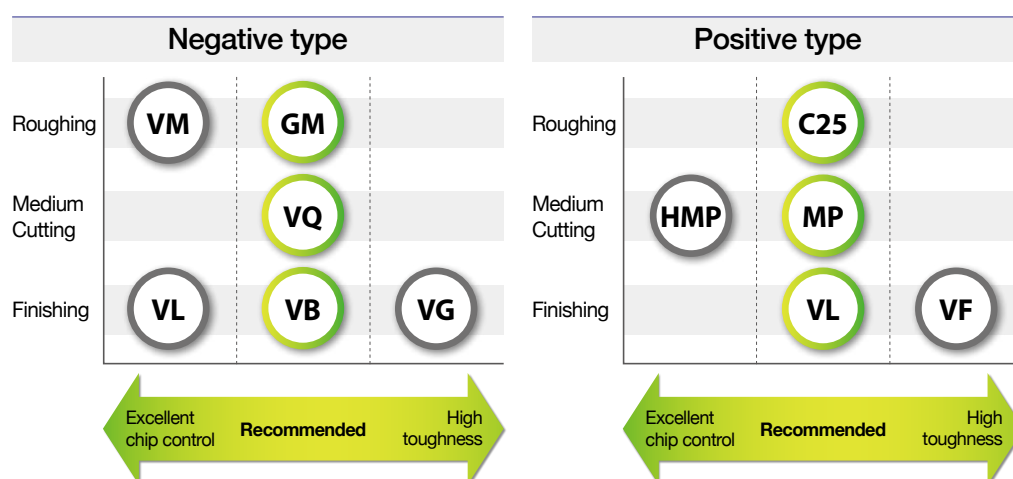 Negative type
Roughing
VM
GM
Medium
Cutting
VQ
Finishing
VL
VB
VG
Excellent
chip control
Recommended
High
toughness
Positive type
Roughing
C25
Medium
Cutting
HMP
MP
Finishing
VL
VF
Excellent
chip control
Recommended
High
toughness